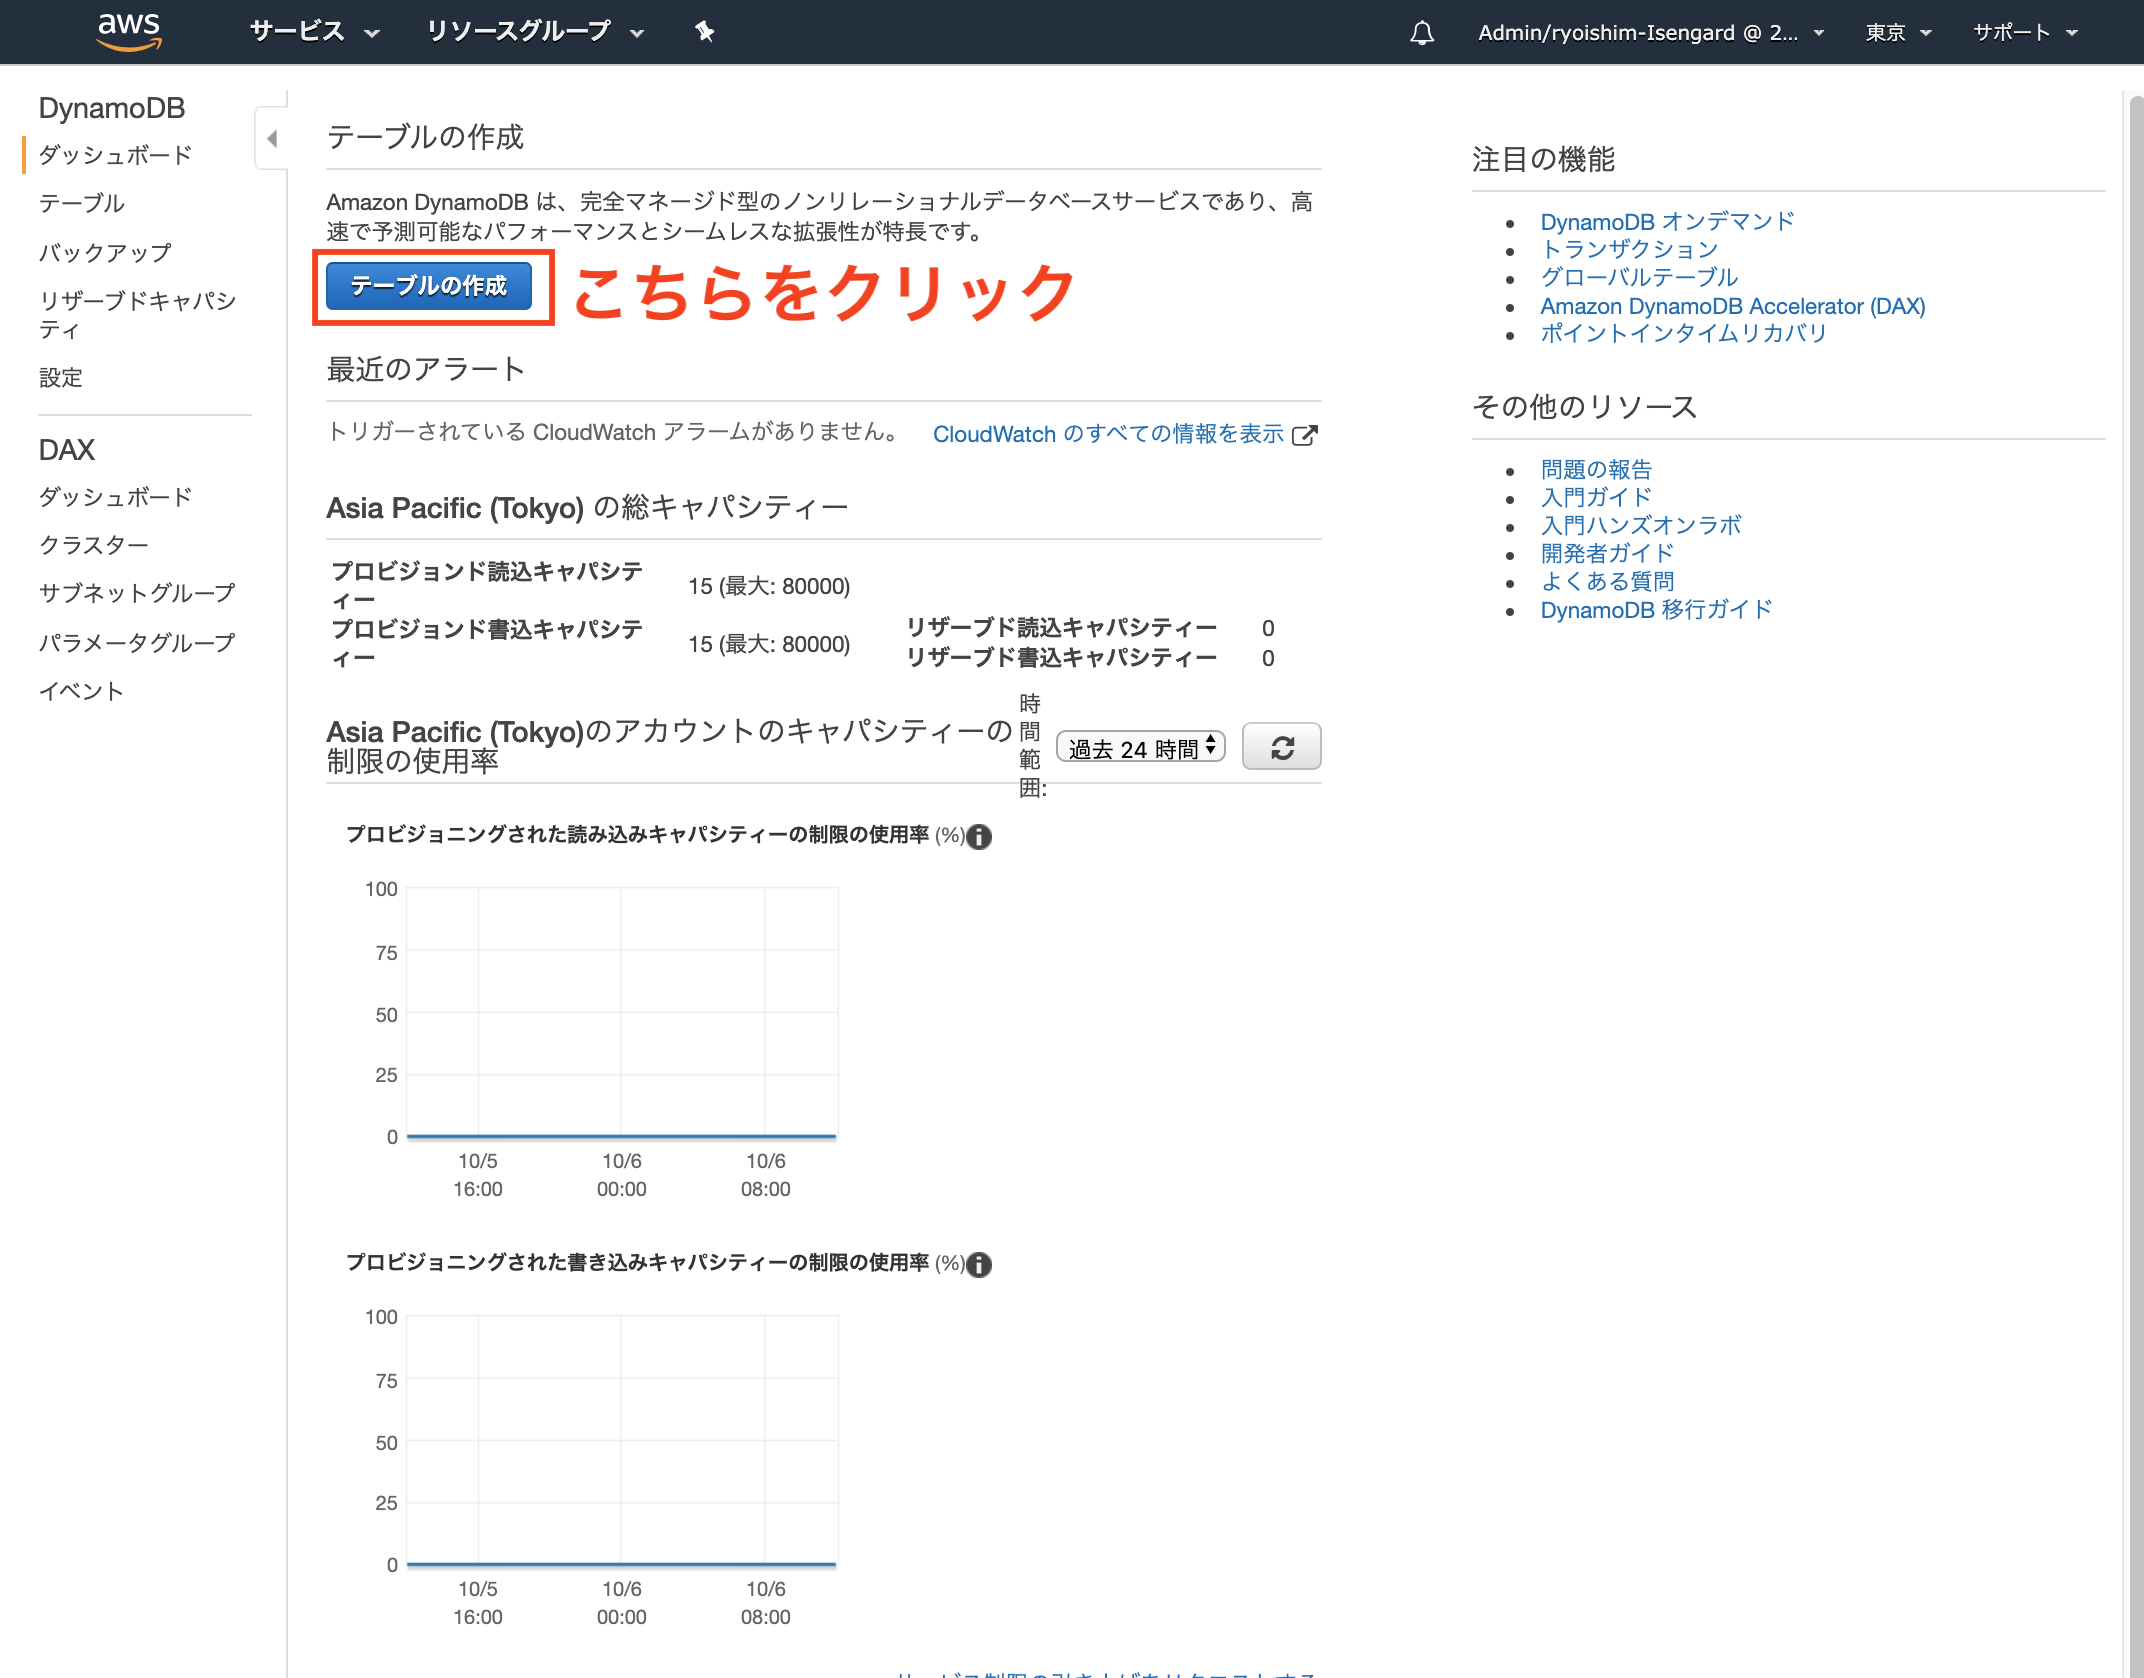 aws
サービス
リソースグループ
Admin/ryoishim-Isengard @ 2...
東京
サポート
DynamoDB
ダッシュボード
テーブル
バックアップ
リザーブドキャパシ
ティ
設定
DAX
ダッシュボード
クラスター
サブネットグループ
パラメータグループ
イベント
テーブルの作成
Amazon DynamoDB は、完全マネージド型のノンリレーショナルデータベースサービスであり、高
速で予測可能なパフォーマンスとシームレスな拡張性が特長です。
テーブルの作成
こちらをクリック
最近のアラート
トリガーされている CloudWatch アラームがありません。
CloudWatch のすべての情報を表示
Asia Pacific (Tokyo) の総キャパシティー
プロビジョンド読込キャパシテ
ィー
15 (最大: 80000)
プロビジョンド書込キャパシテ
ィー
15 (最大: 80000)
リザーブド読込キャパシティー 0
リザーブド書込キャパシティー 0
Asia Pacific (Tokyo)のアカウントのキャパシティーの
制限の使用率
時
間
範
囲:
過去 24 時間
プロビジョニングされた読み込みキャパシティーの制限の使用率 (%)
100
75
50
25
0
10/5 10/6 10/6
16:00 00:00 08:00
プロビジョニングされた書き込みキャパシティーの制限の使用率 (%)
100
75
50
25
0
10/5 10/6 10/6
16:00 00:00 08:00
サービス制限の引き上げをリクエストする
注目の機能
DynamoDB オンデマンド
トランザクション
グローバルテーブル
Amazon DynamoDB Accelerator (DAX)
ポイントインタイムリカバリ
その他のリソース
問題の報告
入門ガイド
入門ハンズオンラボ
開発者ガイド
よくある質問
DynamoDB 移行ガイド